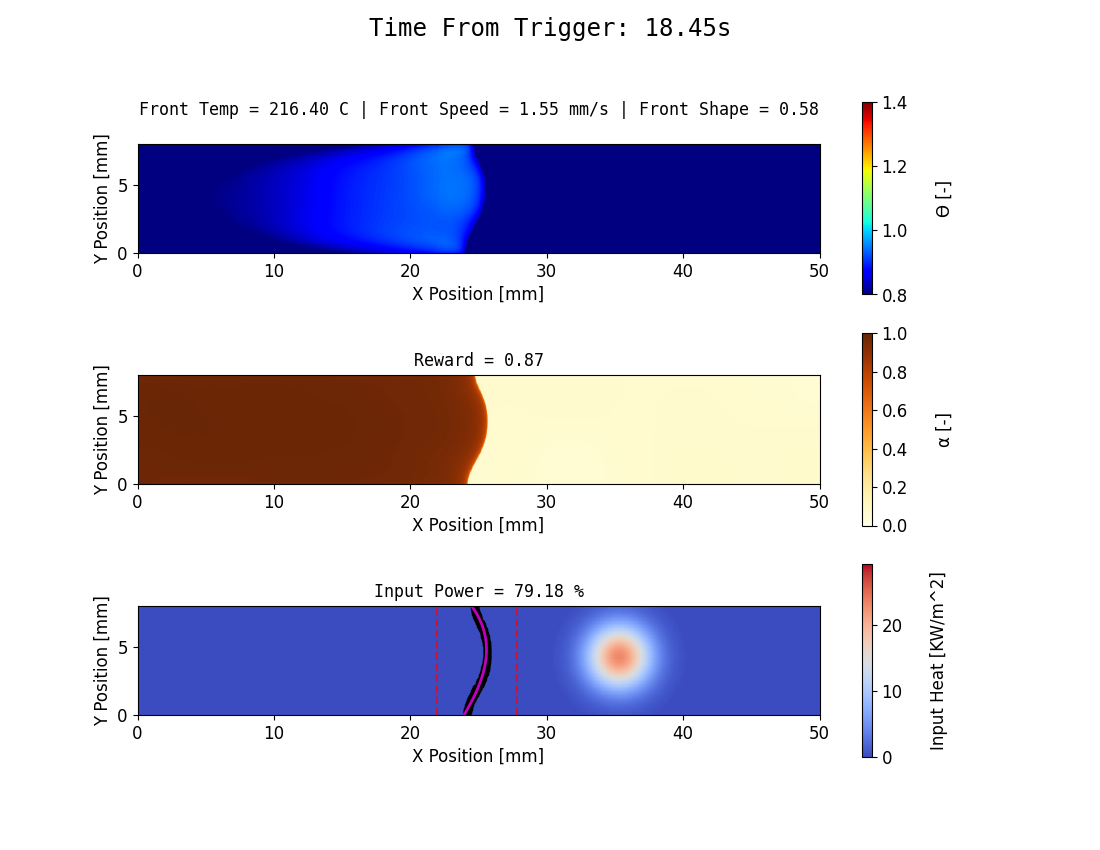 Time From Trigger: 18.45s
Front Temp = 216.40 C | Front Speed = 1.55 mm/s | Front Shape = 0.58
Y Position [mm]
5
0
0 10 20 30 40 50
X Position [mm]
1.4
1.2
1.0
0.8
Θ [-]
Reward = 0.87
Y Position [mm]
5
0
0 10 20 30 40 50
X Position [mm]
1.0
0.8
0.6
0.4
0.2
0.0
α [-]
Input Power = 79.18 %
Y Position [mm]
5
0
0 10 20 30 40 50
X Position [mm]
20
10
0
Input Heat [KW/m^2]